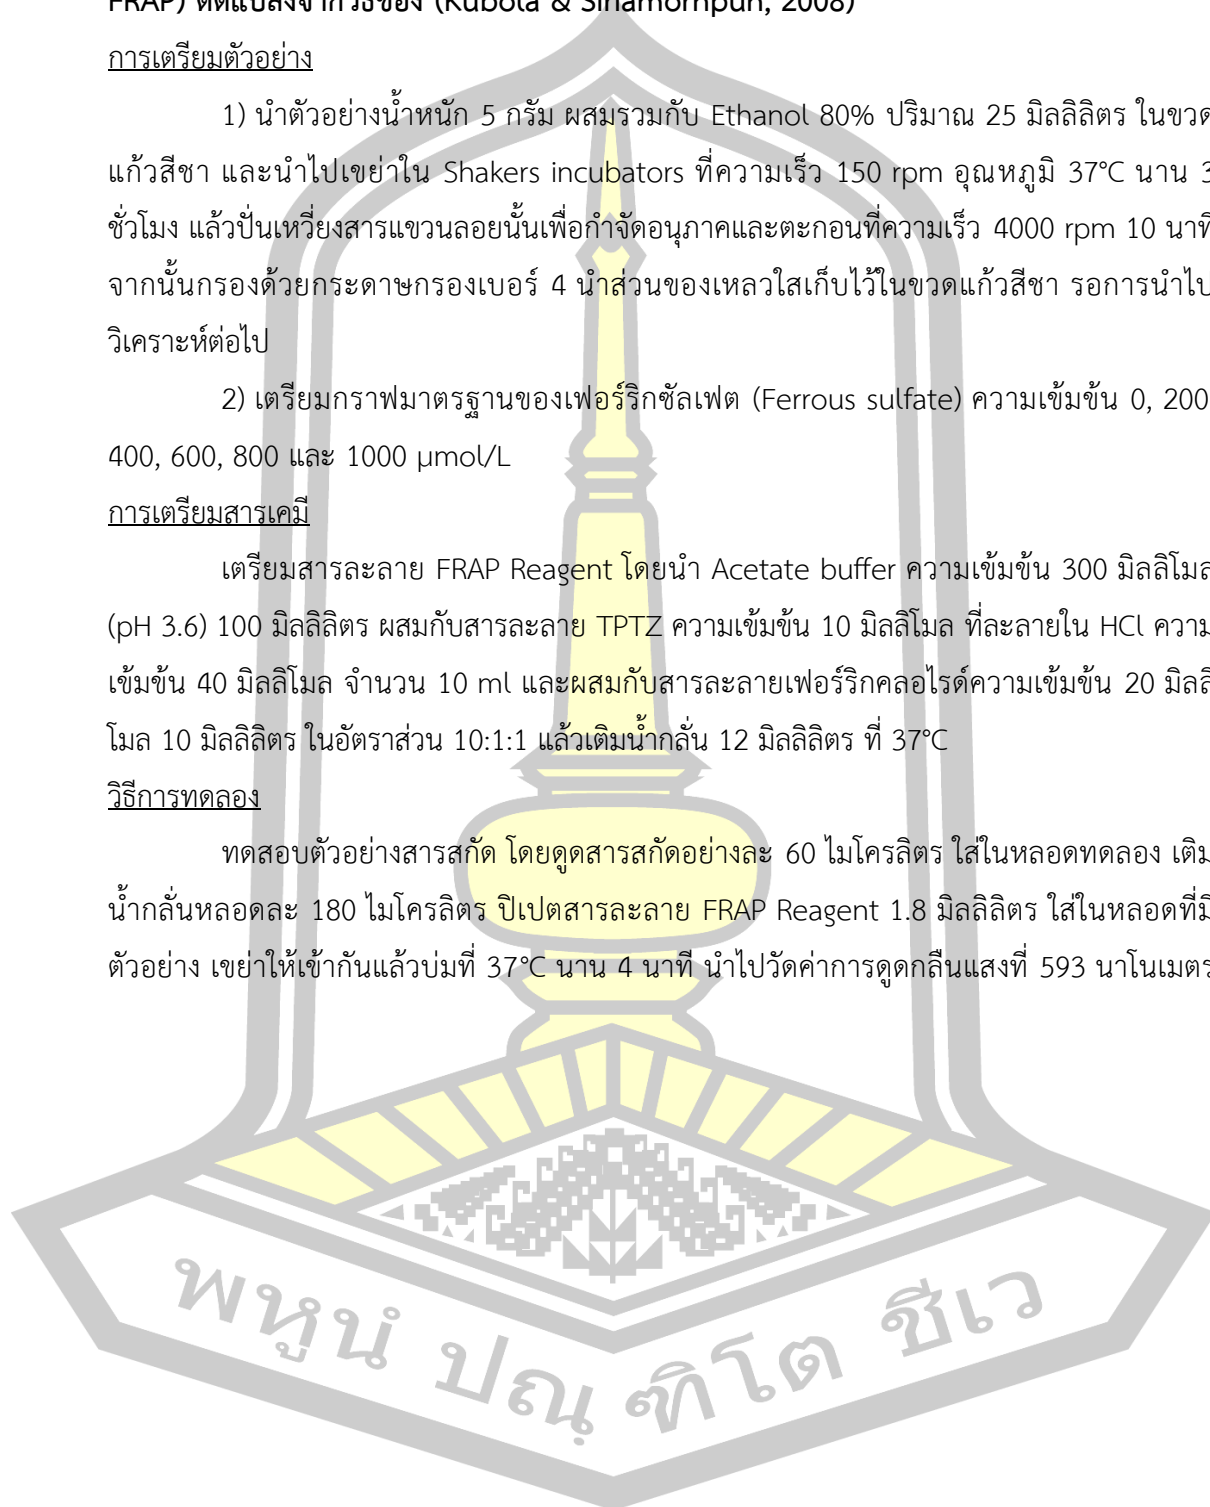 FRAP) ดัดแปลงจากวิธีของ (Kubola & Siriamornpun, 2008)
การเตรียมตัวอย่าง
1) นำตัวอย่างน้ำหนัก 5 กรัม ผสมรวมกับ Ethanol 80% ปริมาณ 25 มิลลิลิตร ในขวด
แก้วสีชา และนำไปเขย่าใน Shakers incubators ที่ความเร็ว 150 rpm อุณหภูมิ 37°C นาน 3
ชั่วโมง แล้วปั่นเหวี่ยงสารแขวนลอยนั้นเพื่อกำจัดอนุภาคและตะกอนที่ความเร็ว 4000 rpm 10 นาที
จากนั้นกรองด้วยกระดาษกรองเบอร์ 4 นำส่วนของเหลวใสเก็บไว้ในขวดแก้วสีชา รอการนำไป
วิเคราะห์ต่อไป
2) เตรียมกราฟมาตรฐานของเฟอร์ริกซัลเฟต (Ferrous sulfate) ความเข้มข้น 0, 200
400, 600, 800 และ 1000 µmol/L
การเตรียมสารเคมี
เตรียมสารละลาย FRAP Reagent โดยนำ Acetate buffer ความเข้มข้น 300 มิลลิโมล
(pH 3.6) 100 มิลลิลิตร ผสมกับสารละลาย TPTZ ความเข้มข้น 10 มิลลิโมล ที่ละลายใน HCl ความ
เข้มข้น 40 มิลลิโมล จำนวน 10 ml และผสมกับสารละลายเฟอร์ริกคลอไรด์ความเข้มข้น 20 มิลลิ
โมล 10 มิลลิลิตร ในอัตราส่วน 10:1:1 แล้วเติมน้ำกลั่น 12 มิลลิลิตร ที่ 37°C
วิธีการทดลอง
ทดสอบตัวอย่างสารสกัด โดยดูดสารสกัดอย่างละ 60 ไมโครลิตร ใส่ในหลอดทดลอง เติม
น้ำกลั่นหลอดละ 180 ไมโครลิตร ปิเปตสารละลาย FRAP Reagent 1.8 มิลลิลิตร ใส่ในหลอดที่มี
ตัวอย่าง เขย่าให้เข้ากันแล้วบ่มที่ 37°C นาน 4 นาที นำไปวัดค่าการดูดกลืนแสงที่ 593 นาโนเมตร
พหูนํ ปณฺฑิโต ชีเว